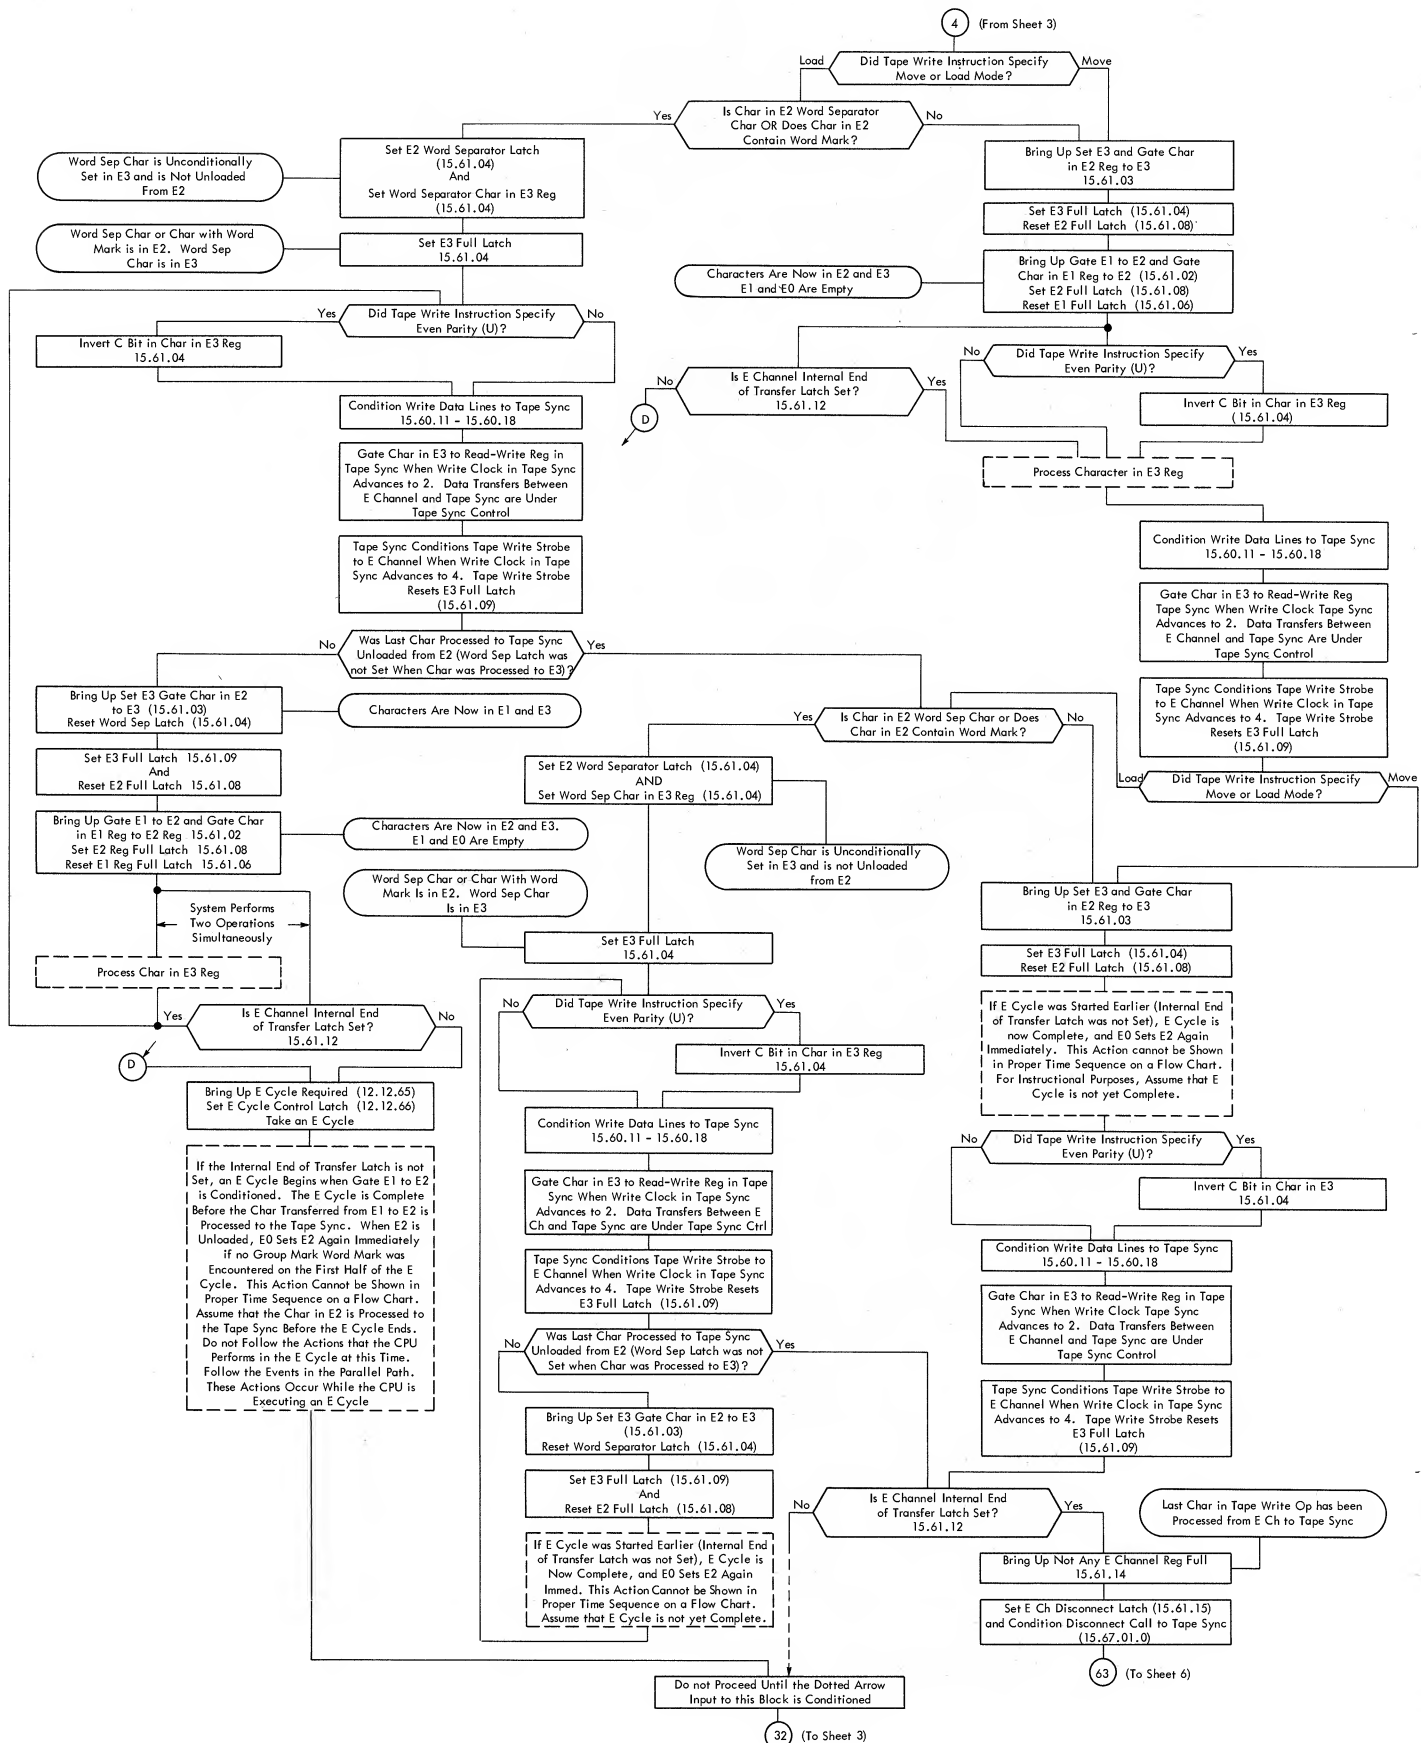 4 (From Sheet 3)
Did Tape Write Instruction Specify
Move or Load Mode?
Load
Move
Is Char in E2 Word Separator
Char OR Does Char in E2
Contain Word Mark?
Yes
No
Set E2 Word Separator Latch
(15.61.04)
And
Set Word Separator Char in E3 Reg
(15.61.04)
Word Sep Char is Unconditionally
Set in E3 and is Not Unloaded
From E2
Set E3 Full Latch
15.61.04
Word Sep Char or Char with Word
Mark is in E2. Word Sep
Char is in E3
Did Tape Write Instruction Specify
Even Parity (U)?
Yes
No
Invert C Bit in Char in E3 Reg
15.61.04
Condition Write Data Lines to Tape Sync
15.60.11 - 15.60.18
Gate Char in E3 to Read-Write Reg in
Tape Sync When Write Clock in Tape Sync
Advances to 2. Data Transfers Between
E Channel and Tape Sync are Under
Tape Sync Control
Tape Sync Conditions Tape Write Strobe
to E Channel When Write Clock in Tape
Sync Advances to 4. Tape Write Strobe
Resets E3 Full Latch
(15.61.09)
Was Last Char Processed to Tape Sync
Unloaded from E2 (Word Sep Latch was
not Set When Char was Processed to E3)?
No
Yes
Bring Up Set E3 Gate Char in E2
to E3 (15.61.03)
Reset Word Sep Latch (15.61.04)
Characters Are Now in E1 and E3
Set E3 Full Latch 15.61.09
And
Reset E2 Full Latch 15.61.08
Bring Up Gate E1 to E2 and Gate Char
in E1 Reg to E2 Reg 15.61.02
Set E2 Reg Full Latch 15.61.08
Reset E1 Reg Full Latch 15.61.06
Characters Are Now in E2 and E3.
E1 and E0 Are Empty
System Performs
Two Operations
Simultaneously
Process Char in E3 Reg
Is E Channel Internal End
of Transfer Latch Set?
15.61.12
Yes
No
D
Bring Up E Cycle Required (12.12.65)
Set E Cycle Control Latch (12.12.66)
Take an E Cycle
If the Internal End of Transfer Latch is not
Set, an E Cycle Begins when Gate E1 to E2
is Conditioned. The E Cycle is Complete
Before the Char Transferred from E1 to E2 is
Processed to the Tape Sync. When E2 is
Unloaded, E0 Sets E2 Again Immediately
if no Group Mark Word Mark was
Encountered on the First Half of the E
Cycle. This Action Cannot be Shown in
Proper Time Sequence on a Flow Chart.
Assume that the Char in E2 is Processed to
the Tape Sync Before the E Cycle Ends.
Do not Follow the Actions that the CPU
Performs in the E Cycle at this Time.
Follow the Events in the Parallel Path.
These Actions Occur While the CPU is
Executing an E Cycle
Bring Up Set E3 and Gate Char
in E2 Reg to E3
15.61.03
Set E3 Full Latch (15.61.04)
Reset E2 Full Latch (15.61.08)
Bring Up Gate E1 to E2 and Gate
Char in E1 Reg to E2 (15.61.02)
Set E2 Full Latch (15.61.08)
Reset E1 Full Latch (15.61.06)
Characters Are Now in E2 and E3
E1 and E0 Are Empty
Is E Channel Internal End
of Transfer Latch Set?
15.61.12
No
Yes
D
Did Tape Write Instruction Specify
Even Parity (U)?
No
Yes
Invert C Bit in Char in E3 Reg
(15.61.04)
Process Character in E3 Reg
Condition Write Data Lines to Tape Sync
15.60.11 - 15.60.18
Gate Char in E3 to Read-Write Reg
Tape Sync When Write Clock Tape Sync
Advances to 2. Data Transfers Between
E Channel and Tape Sync Are Under
Tape Sync Control
Tape Sync Conditions Tape Write Strobe
to E Channel When Write Clock in Tape
Sync Advances to 4. Tape Write Strobe
Resets E3 Full Latch
(15.61.09)
Did Tape Write Instruction Specify
Move or Load Mode?
Load
Move
Is Char in E2 Word Sep Char or Does
Char in E2 Contain Word Mark?
Yes
No
Set E2 Word Separator Latch (15.61.04)
AND
Set Word Sep Char in E3 Reg (15.61.04)
Word Sep Char is Unconditionally
Set in E3 and is not Unloaded
from E2
Word Sep Char or Char With Word
Mark Is in E2. Word Sep Char
Is in E3
Set E3 Full Latch
15.61.04
Did Tape Write Instruction Specify
Even Parity (U)?
No
Yes
Invert C Bit in Char in E3 Reg
15.61.04
Condition Write Data Lines to Tape Sync
15.60.11 - 15.60.18
Gate Char in E3 to Read-Write Reg in Tape
Sync When Write Clock in Tape Sync
Advances to 2. Data Transfers Between E
Ch and Tape Sync are Under Tape Sync Ctrl
Tape Sync Conditions Tape Write Strobe to
E Channel When Write Clock in Tape Sync
Advances to 4. Tape Write Strobe Resets
E3 Full Latch (15.61.09)
Was Last Char Processed to Tape Sync
Unloaded from E2 (Word Sep Latch was not
Set when Char was Processed to E3)?
No
Yes
Bring Up Set E3 Gate Char in E2 to E3
(15.61.03)
Reset Word Separator Latch (15.61.04)
Set E3 Full Latch (15.61.09)
And
Reset E2 Full Latch (15.61.08)
If E Cycle was Started Earlier (Internal End
of Transfer Latch was not Set), E Cycle is
Now Complete, and E0 Sets E2 Again
Immed. This Action Cannot be Shown in
Proper Time Sequence on a Flow Chart.
Assume that E Cycle is not yet Complete.
Bring Up Set E3 and Gate Char
in E2 Reg to E3
15.61.03
Set E3 Full Latch (15.61.04)
Reset E2 Full Latch (15.61.08)
If E Cycle was Started Earlier (Internal End
of Transfer Latch was not Set), E Cycle is
now Complete, and E0 Sets E2 Again
Immediately. This Action cannot be Shown
in Proper Time Sequence on a Flow Chart.
For Instructional Purposes, Assume that E
Cycle is not yet Complete.
Did Tape Write Instruction Specify
Even Parity (U)?
No
Yes
Invert C Bit in Char in E3
15.61.04
Condition Write Data Lines to Tape Sync
15.60.11 - 15.60.18
Gate Char in E3 to Read-Write Reg in Tape
Sync When Write Clock Tape Sync
Advances to 2. Data Transfers Between
E Channel and Tape Sync are Under
Tape Sync Control
Tape Sync Conditions Tape Write Strobe to
E Channel When Write Clock in Tape Sync
Advances to 4. Tape Write Strobe Resets
E3 Full Latch
(15.61.09)
Is E Channel Internal End
of Transfer Latch Set?
15.61.12
No
Yes
Last Char in Tape Write Op has been
Processed from E Ch to Tape Sync
Bring Up Not Any E Channel Reg Full
15.61.14
Set E Ch Disconnect Latch (15.61.15)
and Condition Disconnect Call to Tape Sync
(15.67.01.0)
63 (To Sheet 6)
Do not Proceed Until the Dotted Arrow
Input to this Block is Conditioned
32 (To Sheet 3)